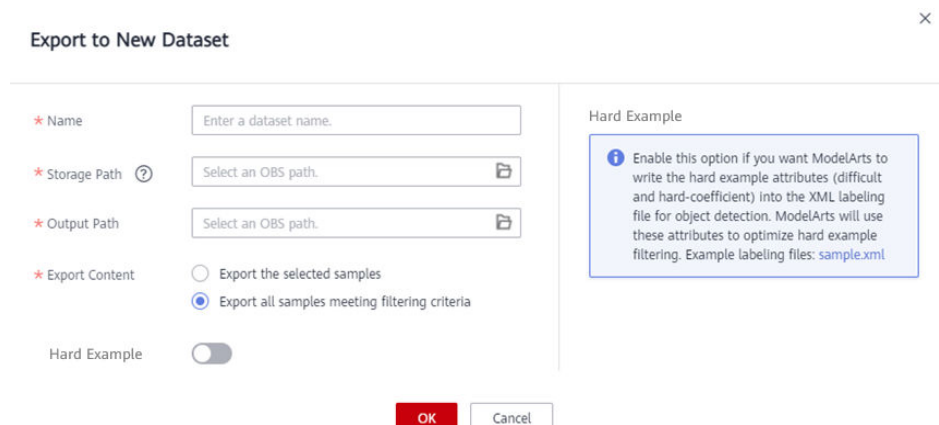 Export to New Dataset
* Name
Enter a dataset name.
* Storage Path ?
Select an OBS path.
* Output Path
Select an OBS path.
* Export Content
Export the selected samples
Export all samples meeting filtering criteria
Hard Example
OK
Cancel
Hard Example
Enable this option if you want ModelArts to
write the hard example attributes (difficult
and hard-coefficient) into the XML labeling
file for object detection. ModelArts will use
these attributes to optimize hard example
filtering. Example labeling files: sample.xml